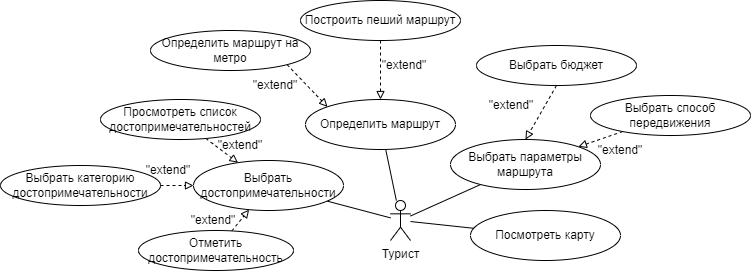 Построить пеший маршрут
Определить маршрут на
метро
"extend"
"extend"
Определить маршрут
Выбрать бюджет
"extend"
Выбрать способ
передвижения
"extend"
Выбрать параметры
маршрута
Просмотреть список
достопримечательностей
"extend"
Выбрать категорию
достопримечательности
"extend"
Выбрать
достопримечательности
"extend"
Отметить
достопримечательность
Турист
Посмотреть карту